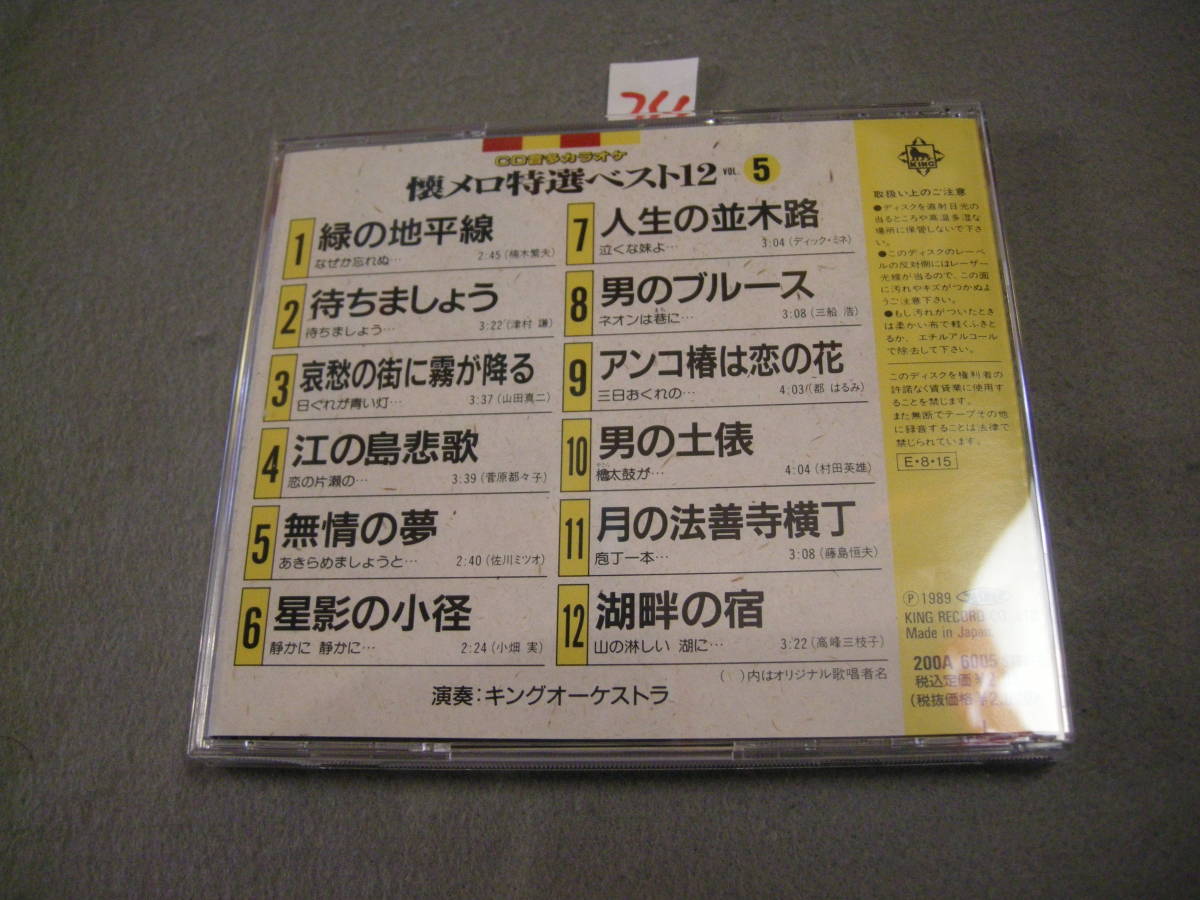 CD音多カラオケ
懐メロ特選ベスト12 VOL. 5
1 緑の地平線
なぜか忘れぬ… 2:45(楠木繁夫)
2 待ちましょう
待ちましょう… 3:22(津村 謙)
3 哀愁の街に霧が降る
日ぐれが青い灯… 3:37(山田真二)
4 江の島悲歌
恋の片瀬の… 3:39(菅原都々子)
5 無情の夢
あきらめましょうと… 2:40(佐川ミツオ)
6 星影の小径
静かに 静かに… 2:24(小畑 実)
7 人生の並木路
泣くな妹よ… 3:04(ディック・ミネ)
8 男のブルース
ネオンは巷に… 3:08(三船 浩)
まち
9 アンコ椿は恋の花
三日おくれの… 4:03(都 はるみ)
10 男の土俵
櫓太鼓が… 4:04(村田英雄)
11 月の法善寺横丁
庖丁一本… 3:08(藤島恒夫)
12 湖畔の宿
山の淋しい 湖に… 3:22(高峰三枝子)
( )内はオリジナル歌唱者名
演奏:キングオーケストラ
KING
取扱い上のご注意
●ディスクを直射日光の
当るところや高温多湿な
場所に保管しないで下さ
い。
●このディスクのレーベ
ルの反対側にはレーザー
光線が当るので、この面
に汚れやキズがつかぬよ
うご注意下さい。
●もし汚れがついたとき
は柔かい布で軽くふきと
るか、エチルアルコール
で除去して下さい。
このディスクを権利者の
許諾なく賃貸業に使用す
ることを禁じます。
また無断でテープその他
に録音することは法律で
禁じられています。
E・8・15
Ⓟ1989
KING RECORD
Made in Japan
200A 6005
税込定価¥2
(税抜価格 ¥2